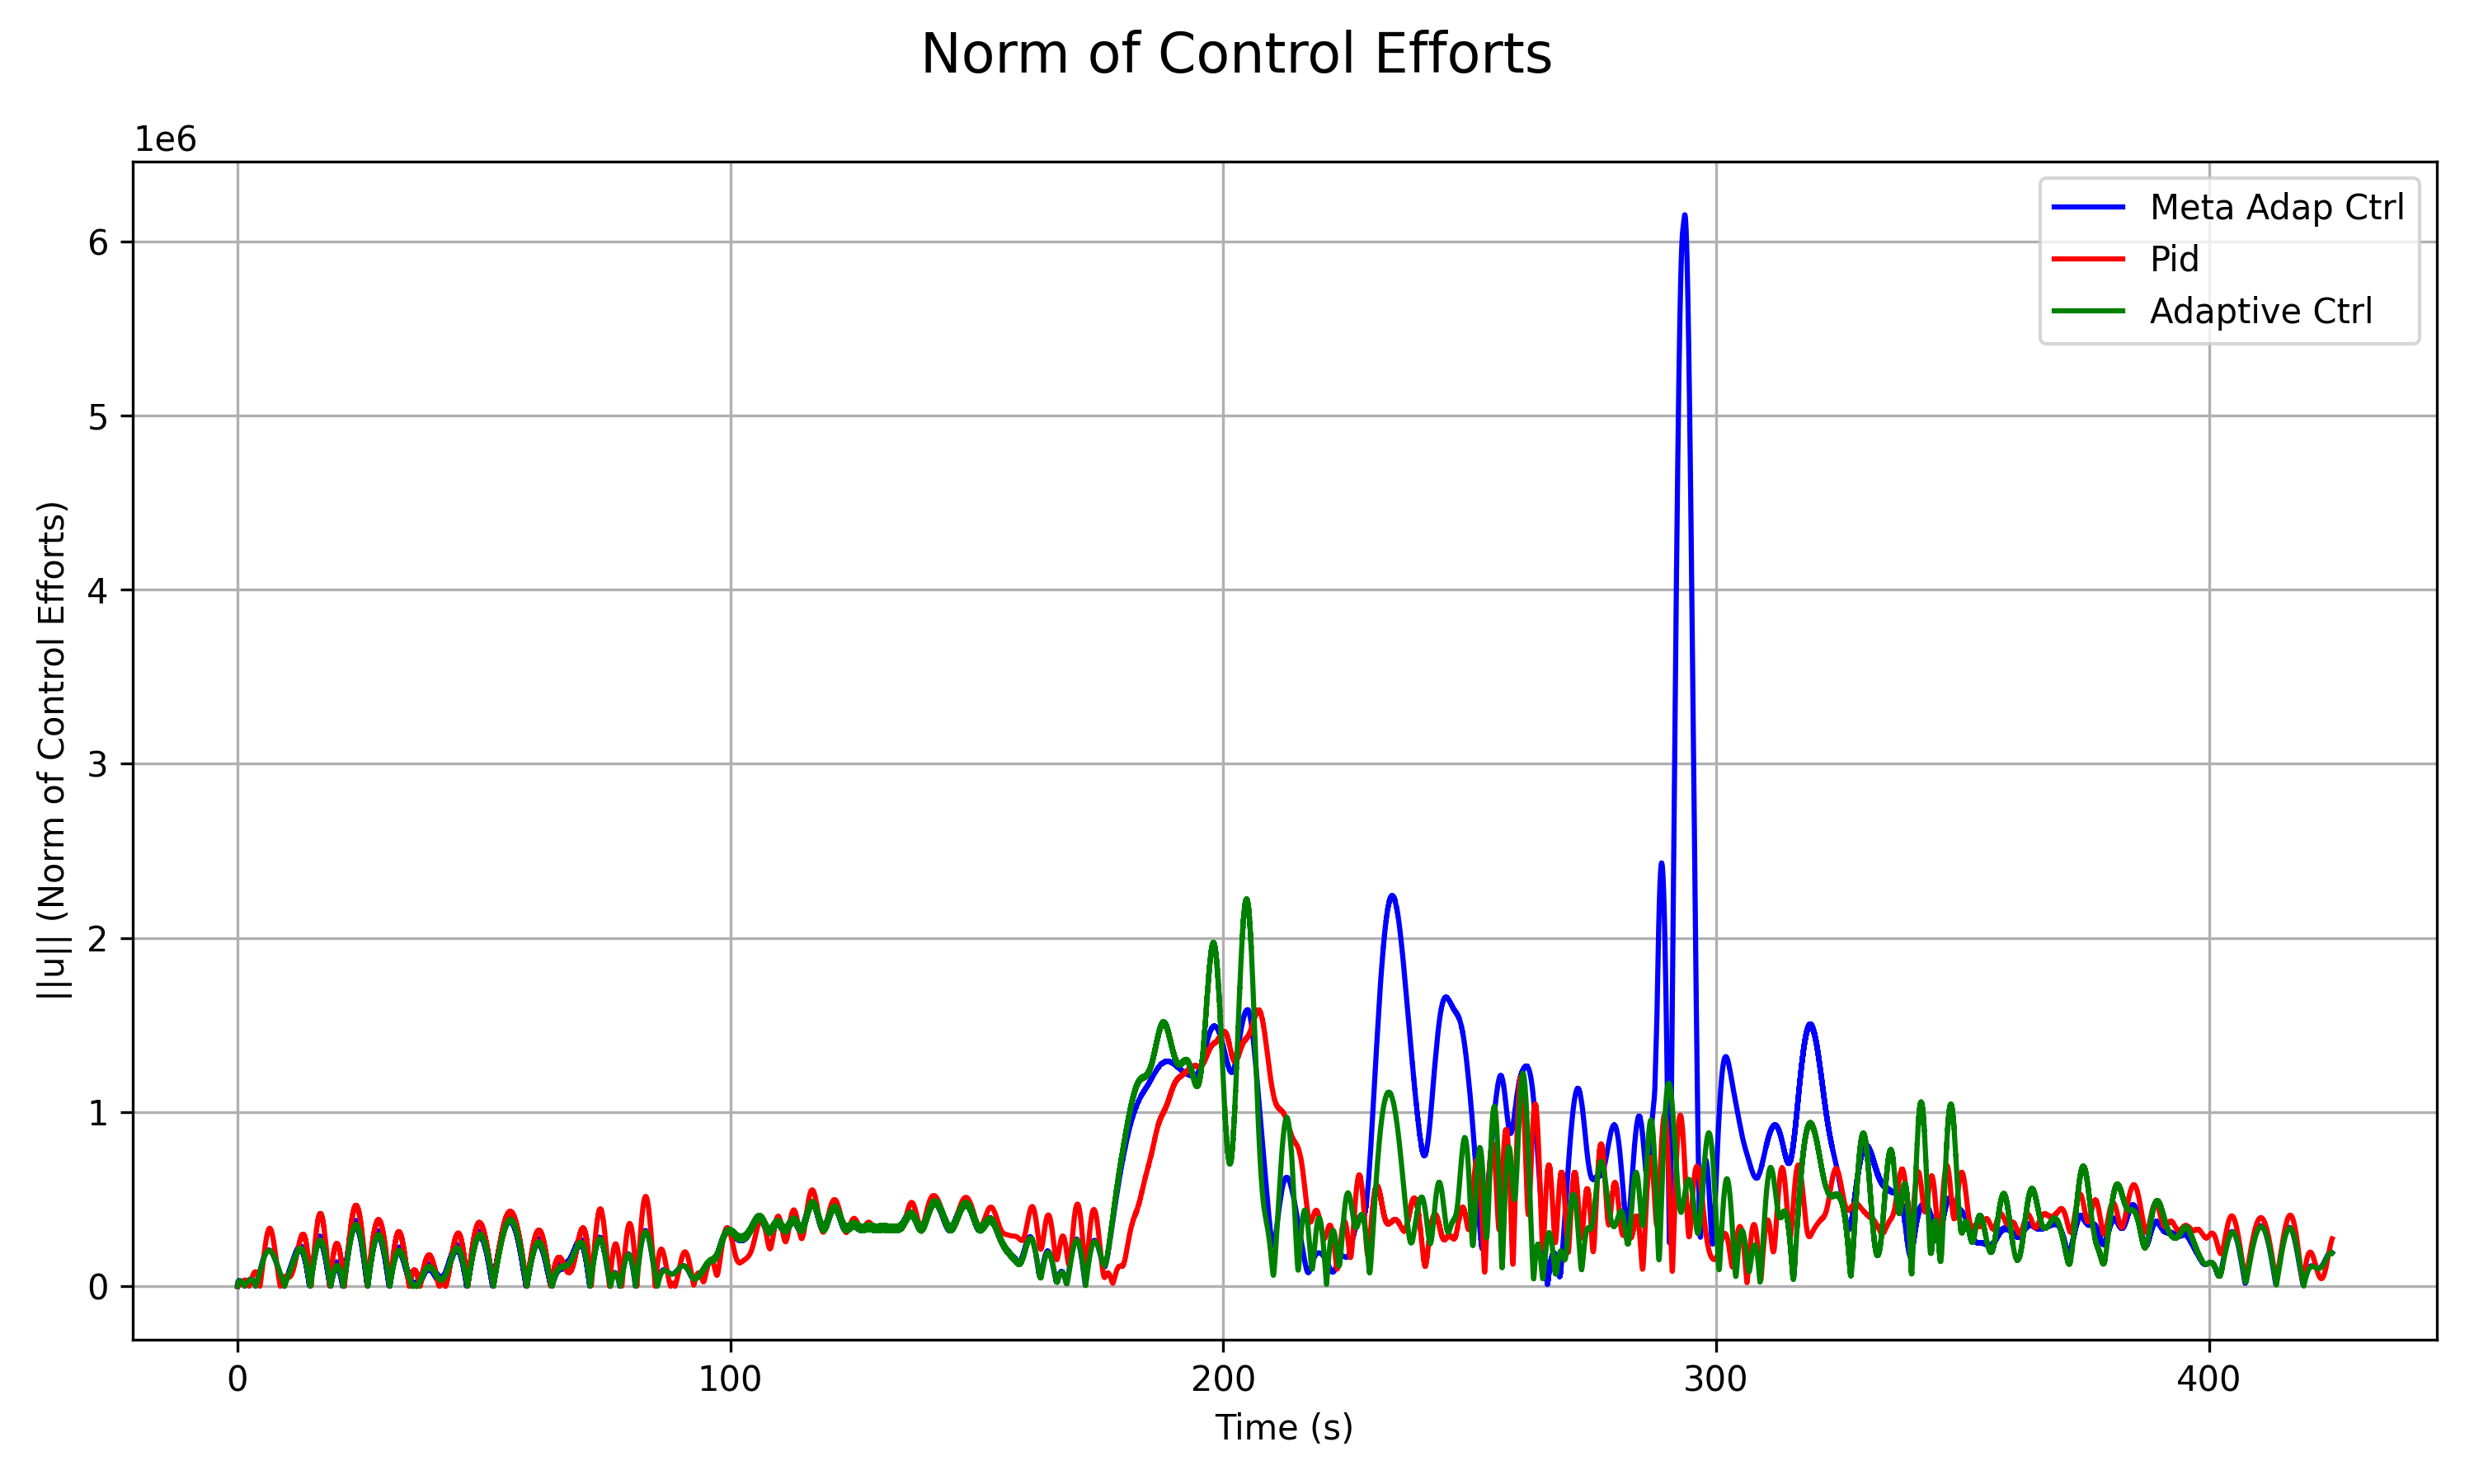 Norm of Control Efforts
1e6
Meta Adap Ctrl
Pid
Adaptive Ctrl
||u|| (Norm of Control Efforts)
6
5
4
3
2
1
0
0 100 200 300 400
Time (s)